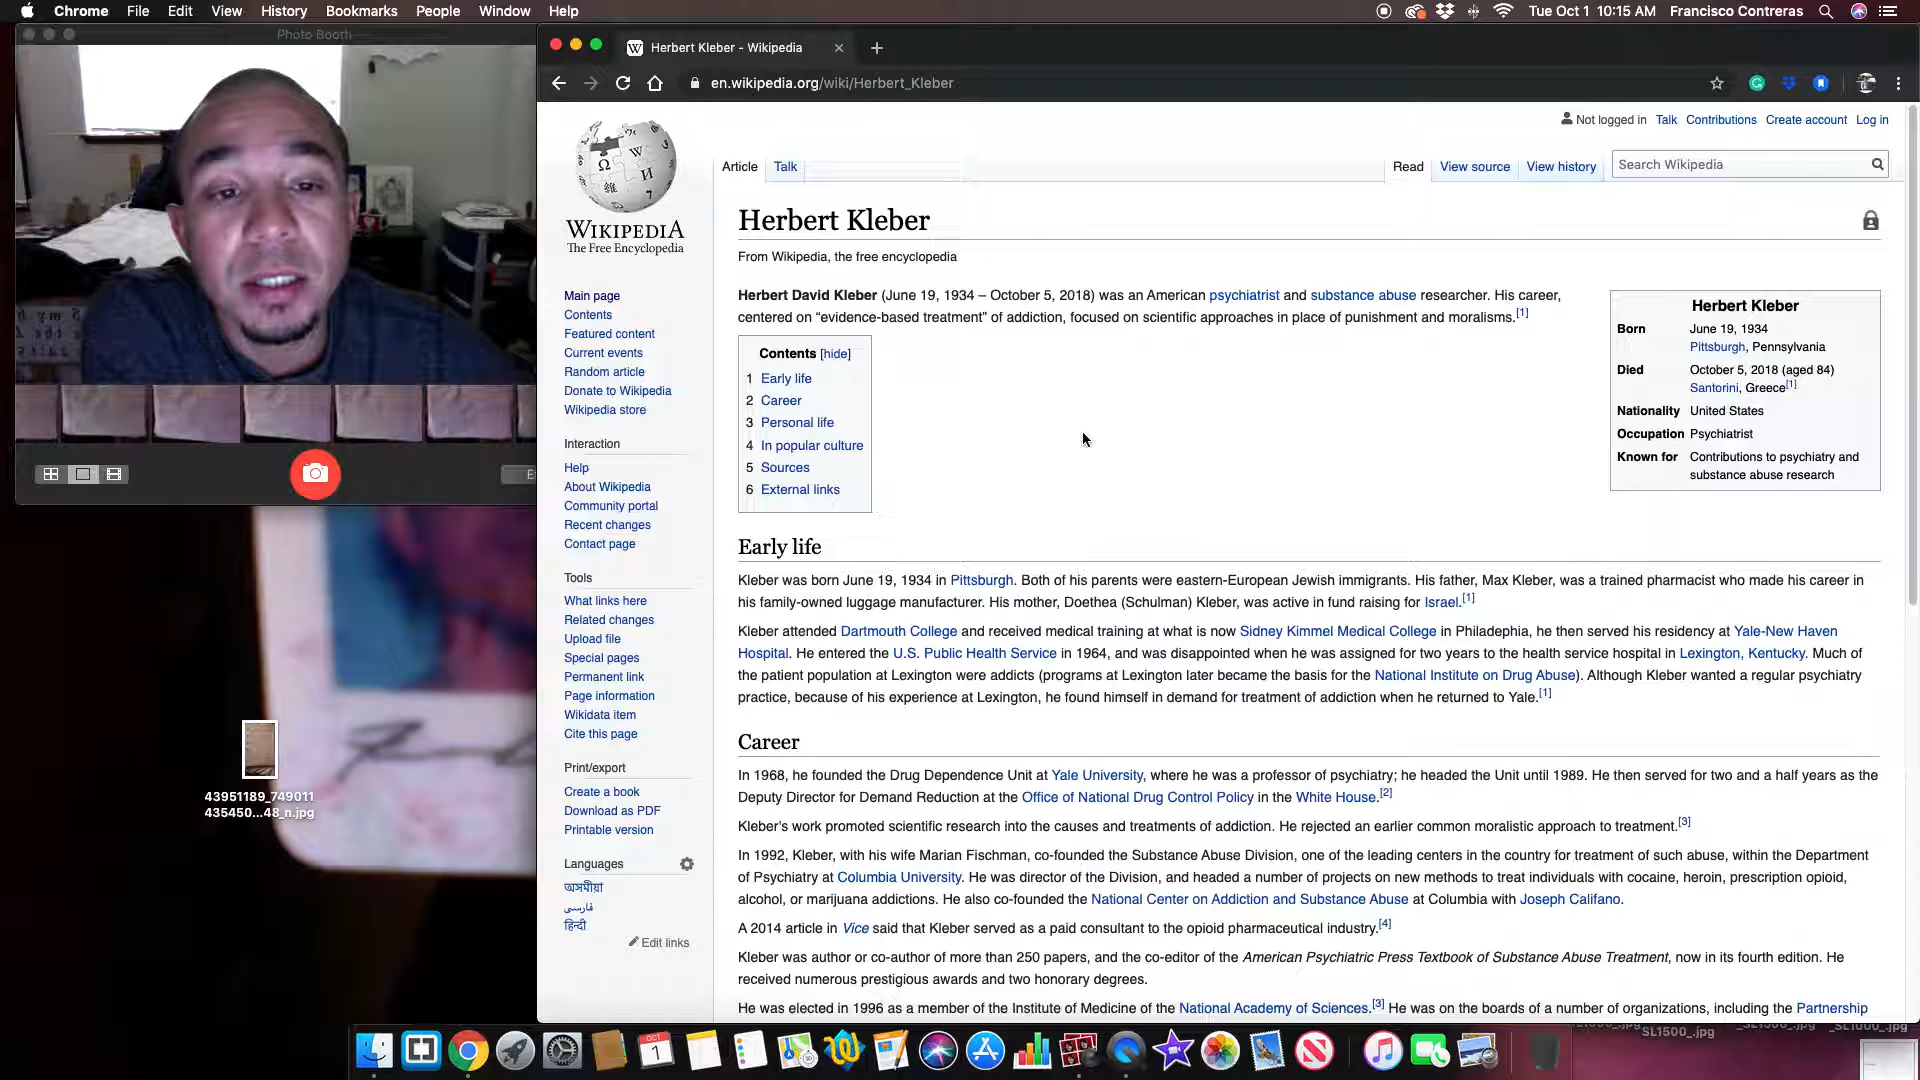 Chrome File Edit View History Bookmarks People Window Help
Tue Oct 1 10:15 AM Francisco Contreras
Photo Booth
Herbert Kleber - Wikipedia
en.wikipedia.org/wiki/Herbert_Kleber
Not logged in Talk Contributions Create account Log in
Article Talk
Read View source View history
Search Wikipedia
WIKIPEDIA
The Free Encyclopedia
Main page
Contents
Featured content
Current events
Random article
Donate to Wikipedia
Wikipedia store
Interaction
Help
About Wikipedia
Community portal
Recent changes
Contact page
Tools
What links here
Related changes
Upload file
Special pages
Permanent link
Page information
Wikidata item
Cite this page
Print/export
Create a book
Download as PDF
Printable version
Languages
অসমীয়া
فارسی
हिन्दी
Edit links
Herbert Kleber
From Wikipedia, the free encyclopedia
Herbert David Kleber (June 19, 1934 – October 5, 2018) was an American psychiatrist and substance abuse researcher. His career,
centered on “evidence-based treatment” of addiction, focused on scientific approaches in place of punishment and moralisms.[1]
Contents [hide]
1 Early life
2 Career
3 Personal life
4 In popular culture
5 Sources
6 External links
Herbert Kleber
Born June 19, 1934
Pittsburgh, Pennsylvania
Died October 5, 2018 (aged 84)
Santorini, Greece[1]
Nationality United States
Occupation Psychiatrist
Known for Contributions to psychiatry and
substance abuse research
Early life
Kleber was born June 19, 1934 in Pittsburgh. Both of his parents were eastern-European Jewish immigrants. His father, Max Kleber, was a trained pharmacist who made his career in
his family-owned luggage manufacturer. His mother, Doethea (Schulman) Kleber, was active in fund raising for Israel.[1]
Kleber attended Dartmouth College and received medical training at what is now Sidney Kimmel Medical College in Philadephia, he then served his residency at Yale-New Haven
Hospital. He entered the U.S. Public Health Service in 1964, and was disappointed when he was assigned for two years to the health service hospital in Lexington, Kentucky. Much of
the patient population at Lexington were addicts (programs at Lexington later became the basis for the National Institute on Drug Abuse). Although Kleber wanted a regular psychiatry
practice, because of his experience at Lexington, he found himself in demand for treatment of addiction when he returned to Yale.[1]
Career
In 1968, he founded the Drug Dependence Unit at Yale University, where he was a professor of psychiatry; he headed the Unit until 1989. He then served for two and a half years as the
Deputy Director for Demand Reduction at the Office of National Drug Control Policy in the White House.[2]
Kleber's work promoted scientific research into the causes and treatments of addiction. He rejected an earlier common moralistic approach to treatment.[3]
In 1992, Kleber, with his wife Marian Fischman, co-founded the Substance Abuse Division, one of the leading centers in the country for treatment of such abuse, within the Department
of Psychiatry at Columbia University. He was director of the Division, and headed a number of projects on new methods to treat individuals with cocaine, heroin, prescription opioid,
alcohol, or marijuana addictions. He also co-founded the National Center on Addiction and Substance Abuse at Columbia with Joseph Califano.
A 2014 article in Vice said that Kleber served as a paid consultant to the opioid pharmaceutical industry.[4]
Kleber was author or co-author of more than 250 papers, and the co-editor of the American Psychiatric Press Textbook of Substance Abuse Treatment, now in its fourth edition. He
received numerous prestigious awards and two honorary degrees.
He was elected in 1996 as a member of the Institute of Medicine of the National Academy of Sciences.[3] He was on the boards of a number of organizations, including the Partnership
43951189_749011
435450...48_n.jpg
OCT
1
SL1500_.jpg